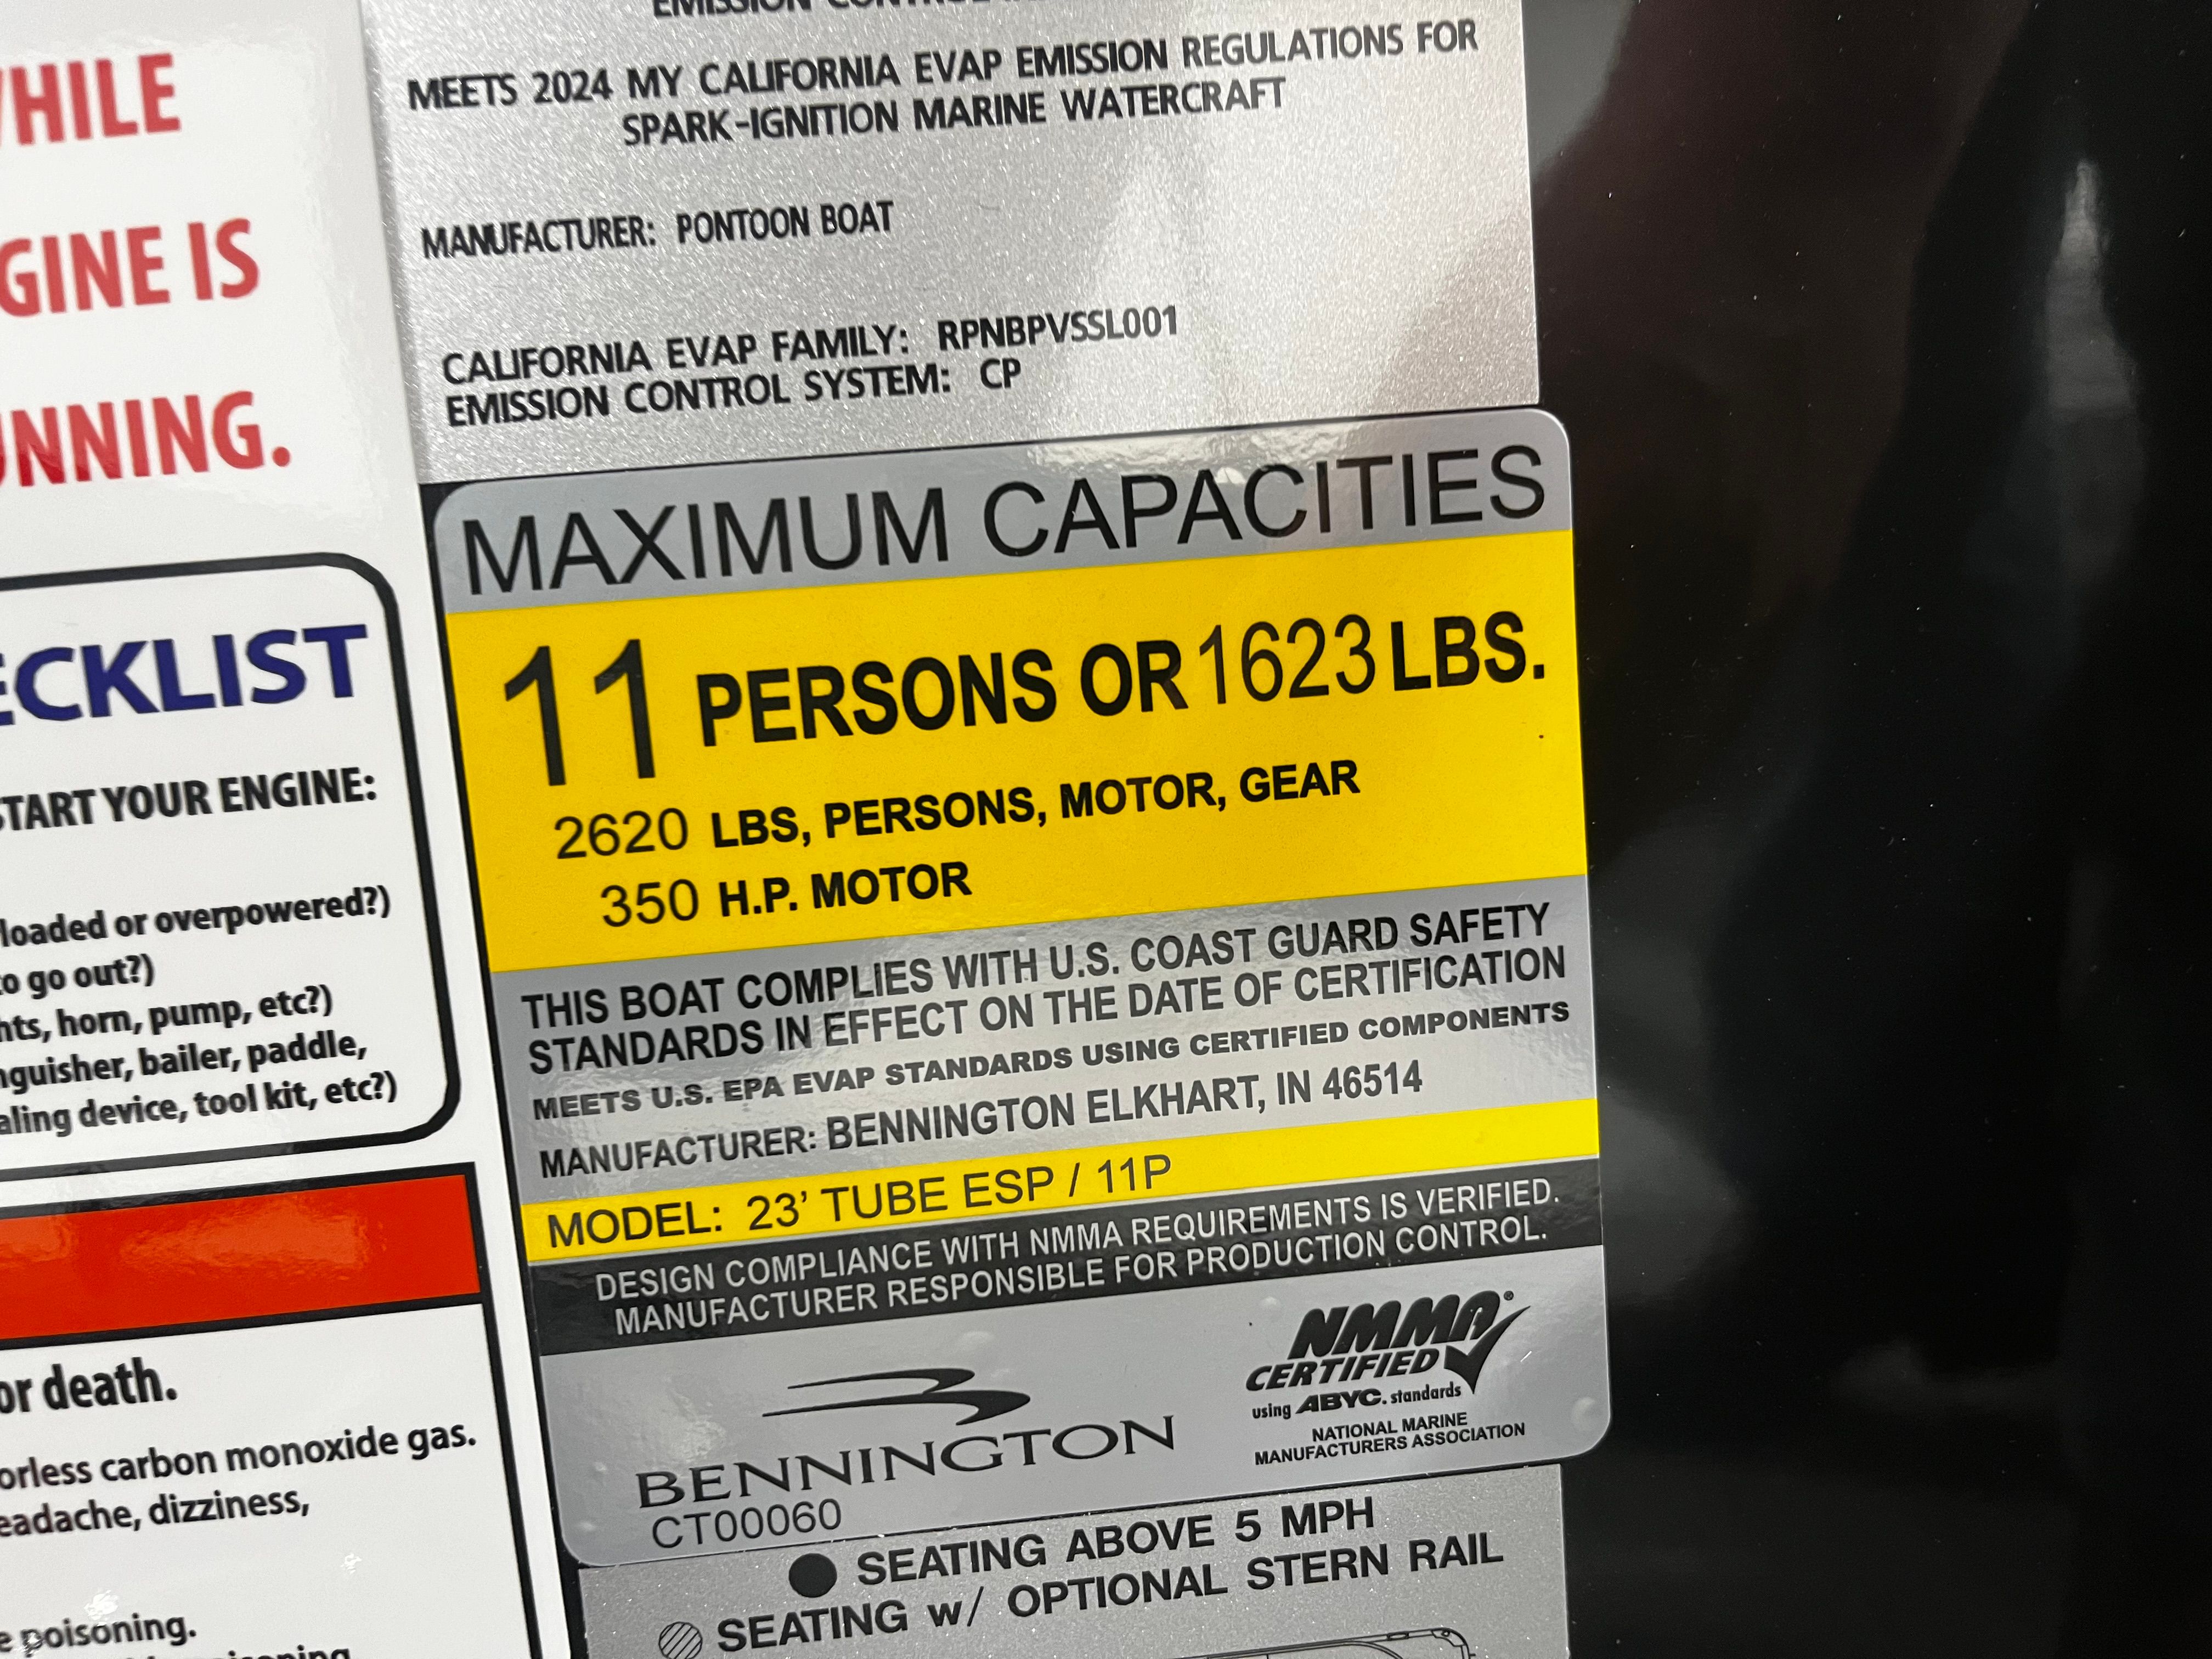 WHILE
GINE IS
NNING.
ECKLIST
START YOUR ENGINE:
loaded or overpowered?)
to go out?)
hts, horn, pump, etc?)
nguisher, bailer, paddle,
aling device, tool kit, etc?)
or death.
orless carbon monoxide gas.
eadache, dizziness,
e poisoning.
MEETS 2024 MY CALIFORNIA EVAP EMISSION REGULATIONS FOR
SPARK-IGNITION MARINE WATERCRAFT
MANUFACTURER: PONTOON BOAT
CALIFORNIA EVAP FAMILY: RPNBPVSSL001
EMISSION CONTROL SYSTEM: CP
MAXIMUM CAPACITIES
11 PERSONS OR 1623 LBS.
2620 LBS, PERSONS, MOTOR, GEAR
350 H.P. MOTOR
THIS BOAT COMPLIES WITH U.S. COAST GUARD SAFETY
STANDARDS IN EFFECT ON THE DATE OF CERTIFICATION
MEETS U.S. EPA EVAP STANDARDS USING CERTIFIED COMPONENTS
MANUFACTURER: BENNINGTON ELKHART, IN 46514
MODEL: 23' TUBE ESP / 11P
DESIGN COMPLIANCE WITH NMMA REQUIREMENTS IS VERIFIED.
MANUFACTURER RESPONSIBLE FOR PRODUCTION CONTROL.
BENNINGTON
CT00060
NMMA®
CERTIFIED
using ABYC. standards
NATIONAL MARINE
MANUFACTURERS ASSOCIATION
SEATING ABOVE 5 MPH
SEATING w/ OPTIONAL STERN RAIL